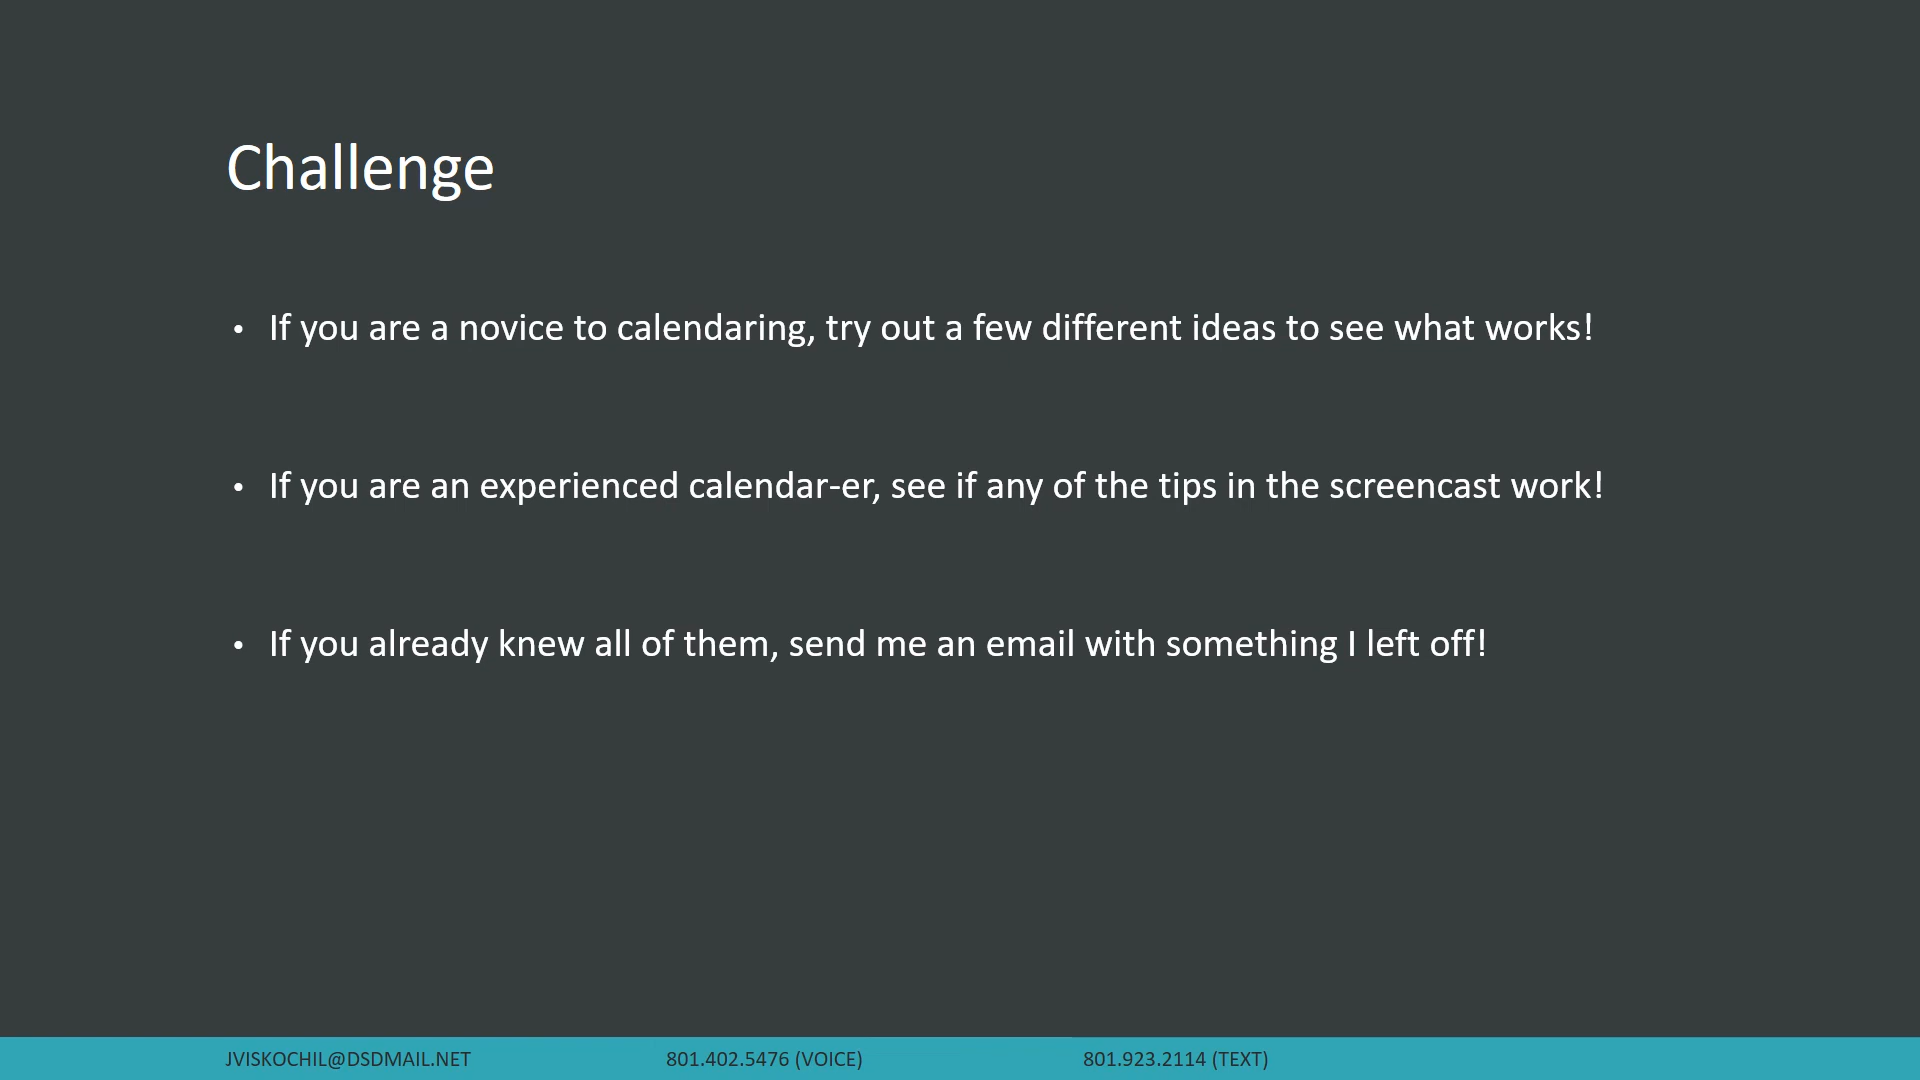 Challenge
• If you are a novice to calendaring, try out a few different ideas to see what works!
• If you are an experienced calendar-er, see if any of the tips in the screencast work!
• If you already knew all of them, send me an email with something I left off!
JVISKOCHIL@DSDMAIL.NET 801.402.5476 (VOICE) 801.923.2114 (TEXT)